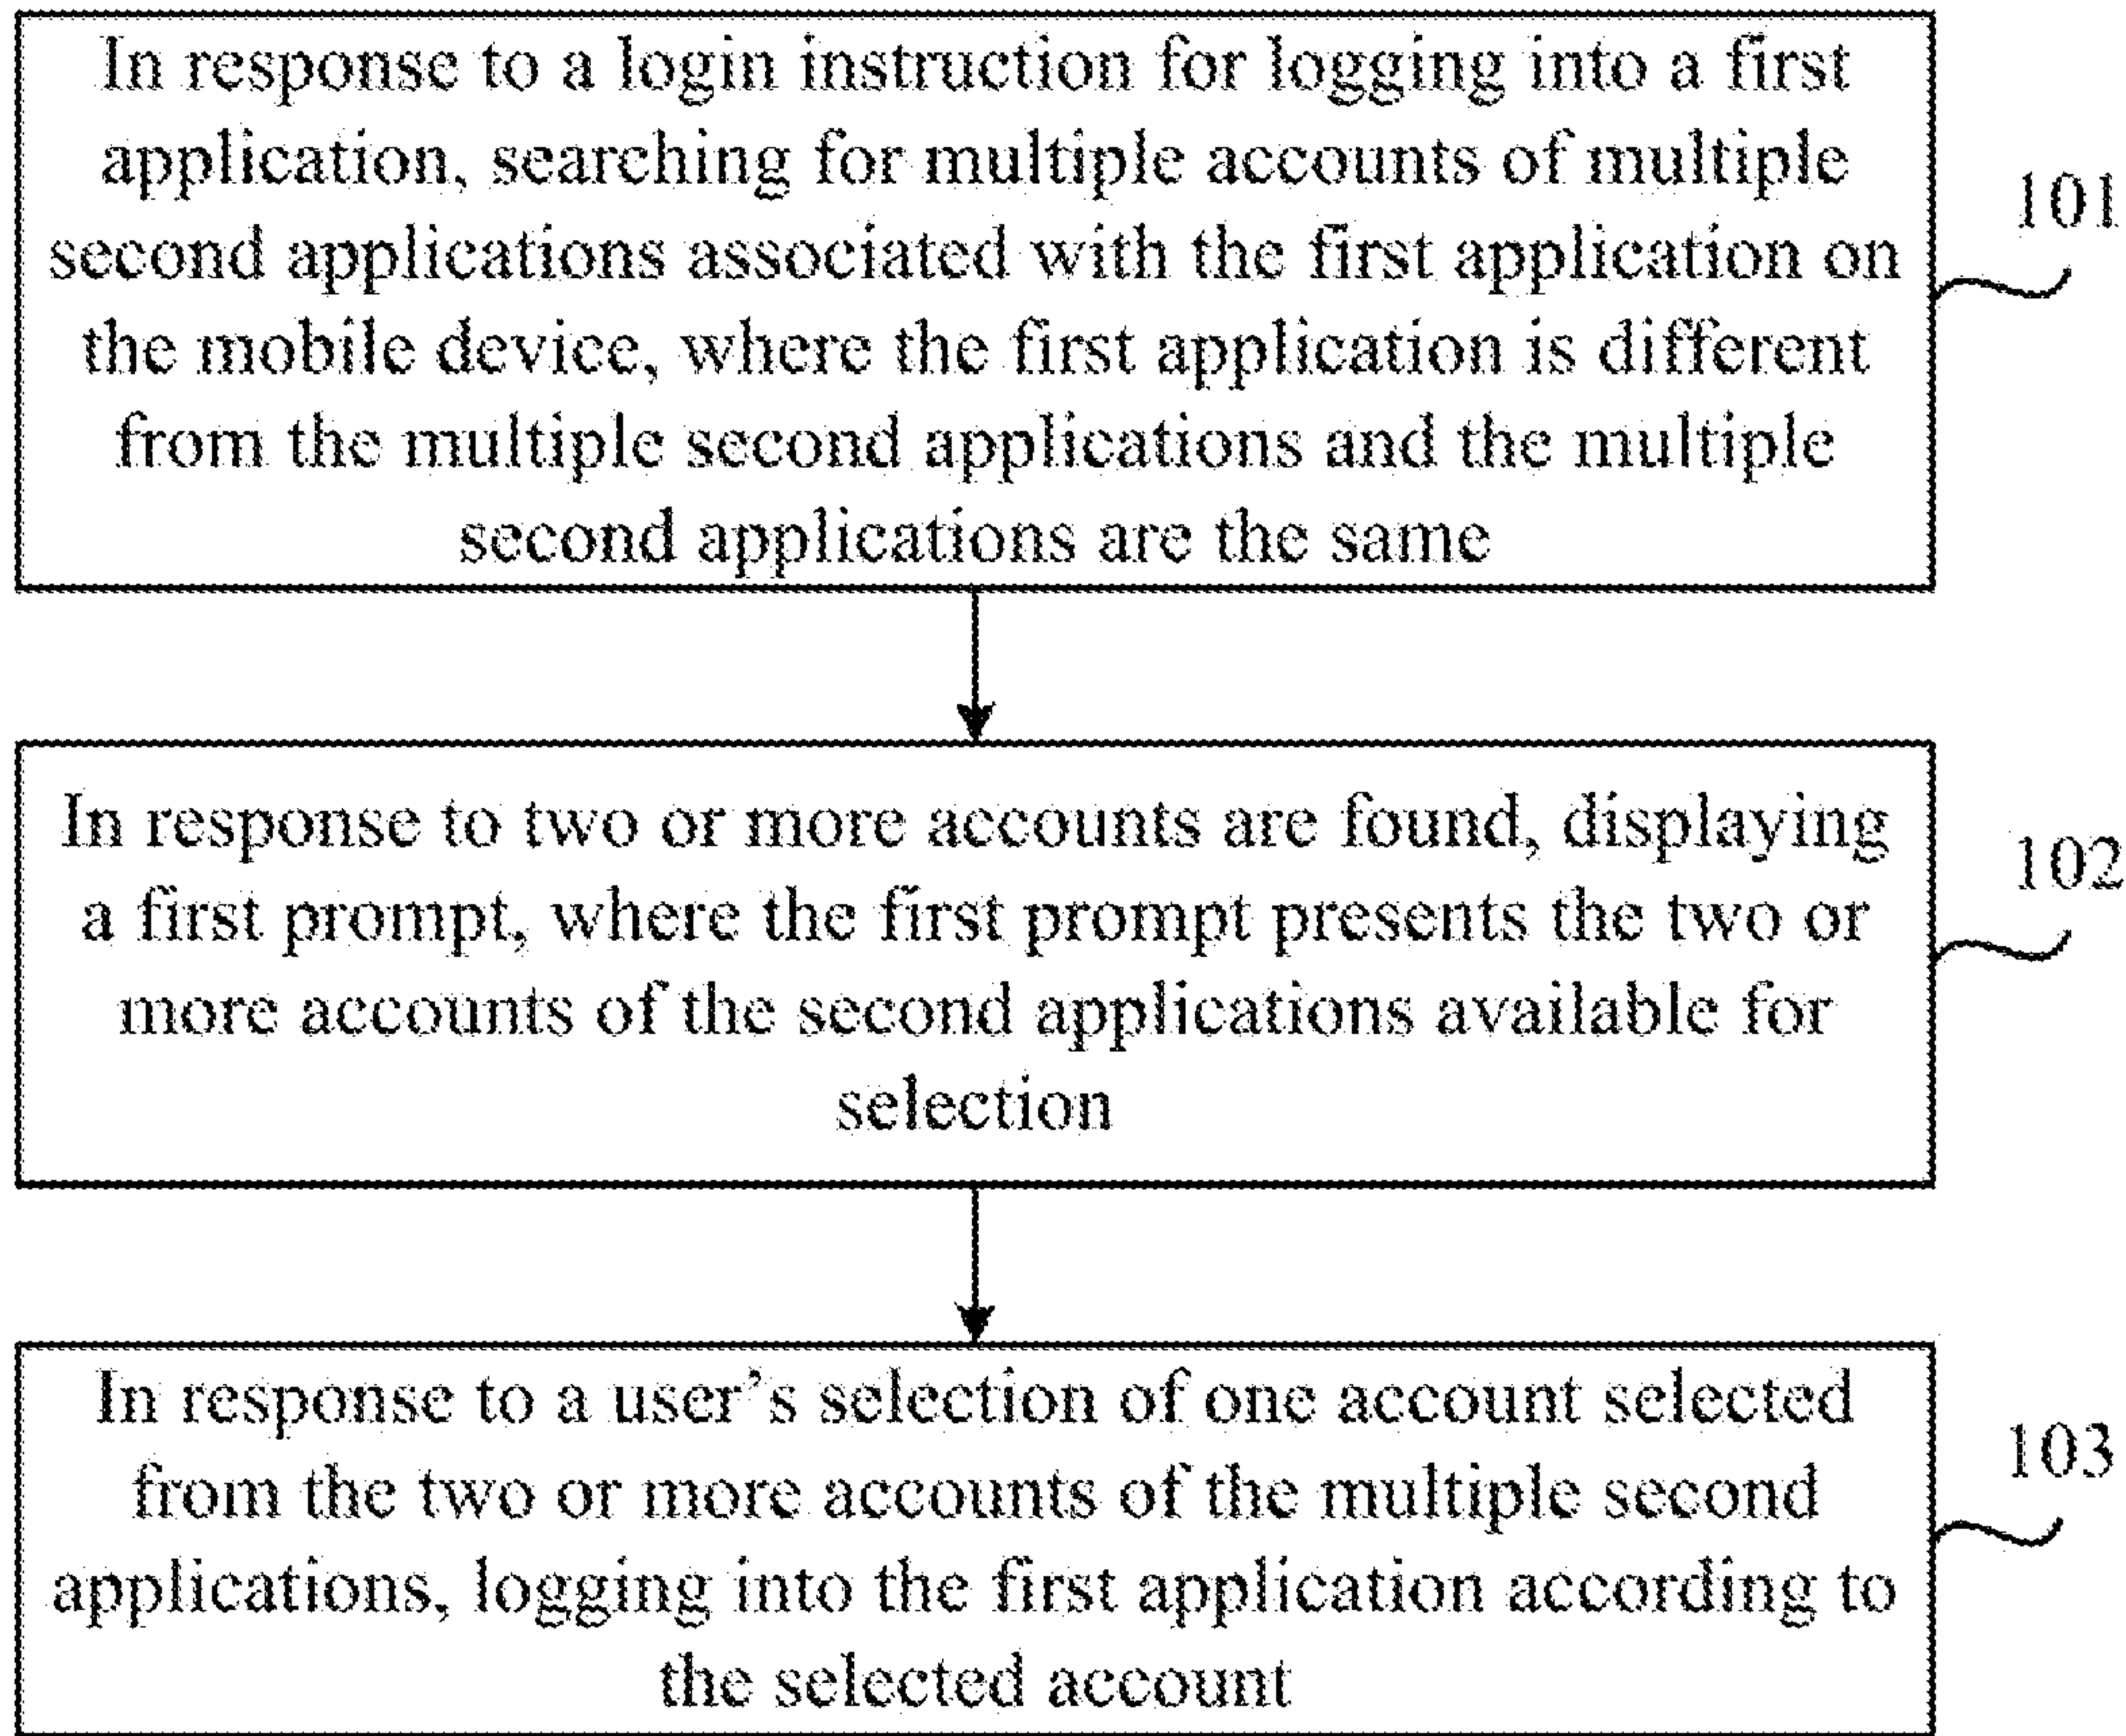 In response to a login instruction for logging into a first
application, searching for multiple accounts of multiple
second applications associated with the first application on
the mobile device, where the first application is different
from the multiple second applications and the multiple
second applications are the same
101
In response to two or more accounts are found, displaying
a first prompt, where the first prompt presents the two or
more accounts of the second applications available for
selection
102
In response to a user's selection of one account selected
from the two or more accounts of the multiple second
applications, logging into the first application according to
the selected account
103